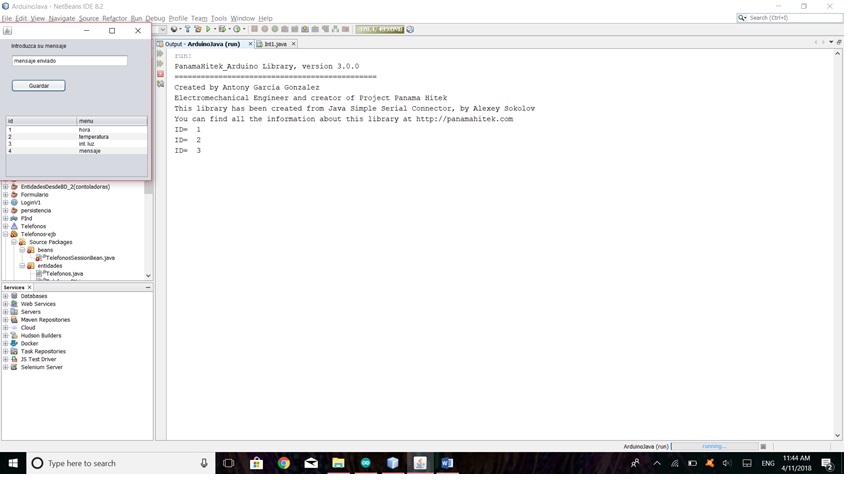 ArduinoJava - NetBeans IDE 8.2
File Edit View Navigate Source Refactor Run Debug Profile Team Tools Window Help
Search (Ctrl+I)
Introduzca su mensaje
mensaje enviado
Guardar
id menu
1 hora
2 temperatura
3 int. luz
4 mensaje
Output - ArduinoJava (run) Int1.java
run:
PanamaHitek_Arduino Library, version 3.0.0
==============================================
Created by Antony García González
Electromechanical Engineer and creator of Project Panama Hitek
This library has been created from Java Simple Serial Connector, by Alexey Sokolov
You can find all the information about this library at http://panamahitek.com
ID= 1
ID= 2
ID= 3
EntidadesDesdeBD_2(contoladoras)
Formulario
LoginV1
persistencia
PInd
Telefonos
Telefonos-ejb
Source Packages
beans
TelefonosSessionBean.java
entidades
Telefonos.java
Services
Databases
Web Services
Servers
Maven Repositories
Cloud
Hudson Builders
Docker
Task Repositories
JS Test Driver
Selenium Server
ArduinoJava (run) running...
Type here to search
ENG
11:44 AM
4/11/2018
2